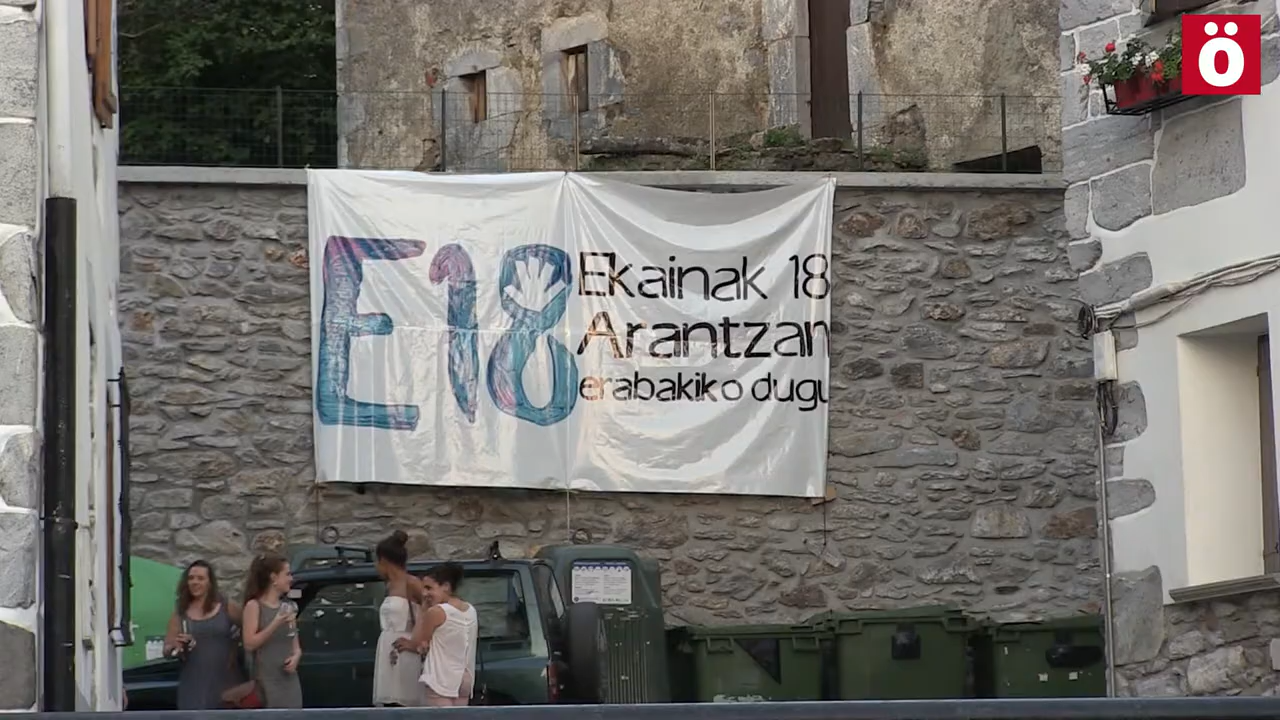 Ö
E18
Ekainak 18
Arantzan
erabakiko dugu